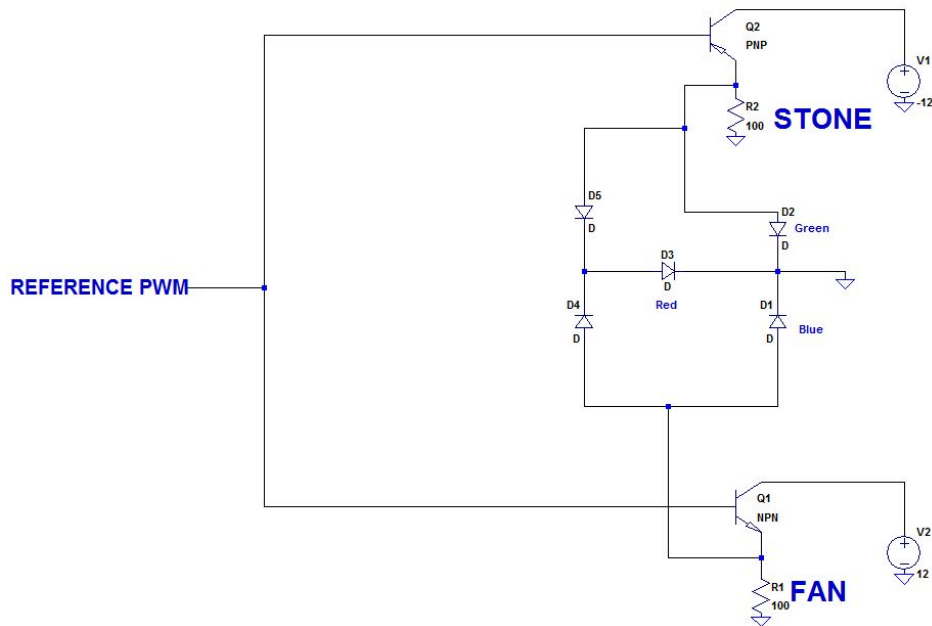 Q2
PNP
V1
-12
R2
100
STONE
D5
D
D2
Green
D
D3
D
Red
REFERENCE PWM
D4
D
D1
Blue
D
Q1
NPN
V2
12
R1
100
FAN